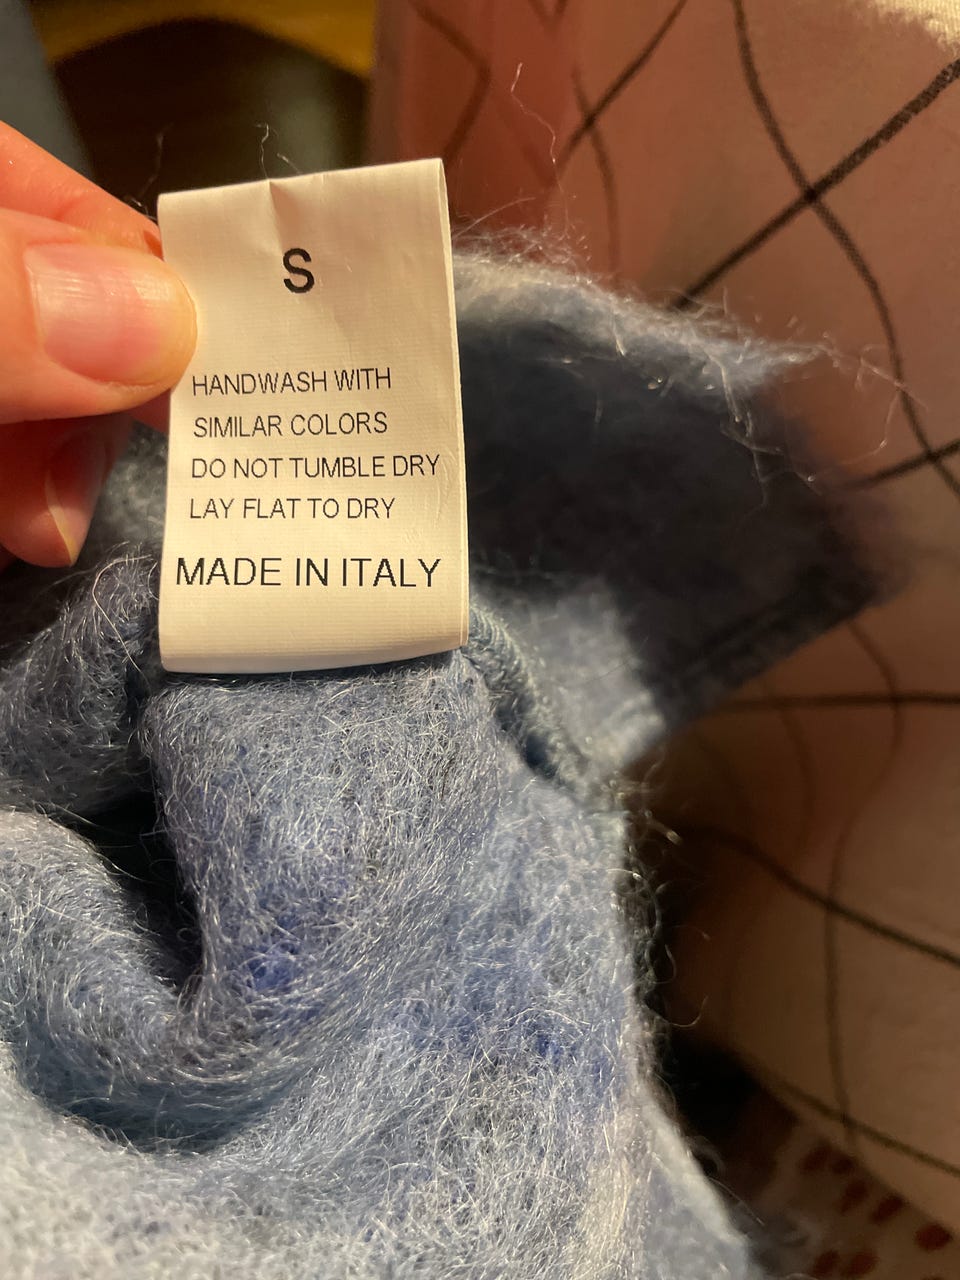 S
HANDWASH WITH
SIMILAR COLORS
DO NOT TUMBLE DRY
LAY FLAT TO DRY
MADE IN ITALY